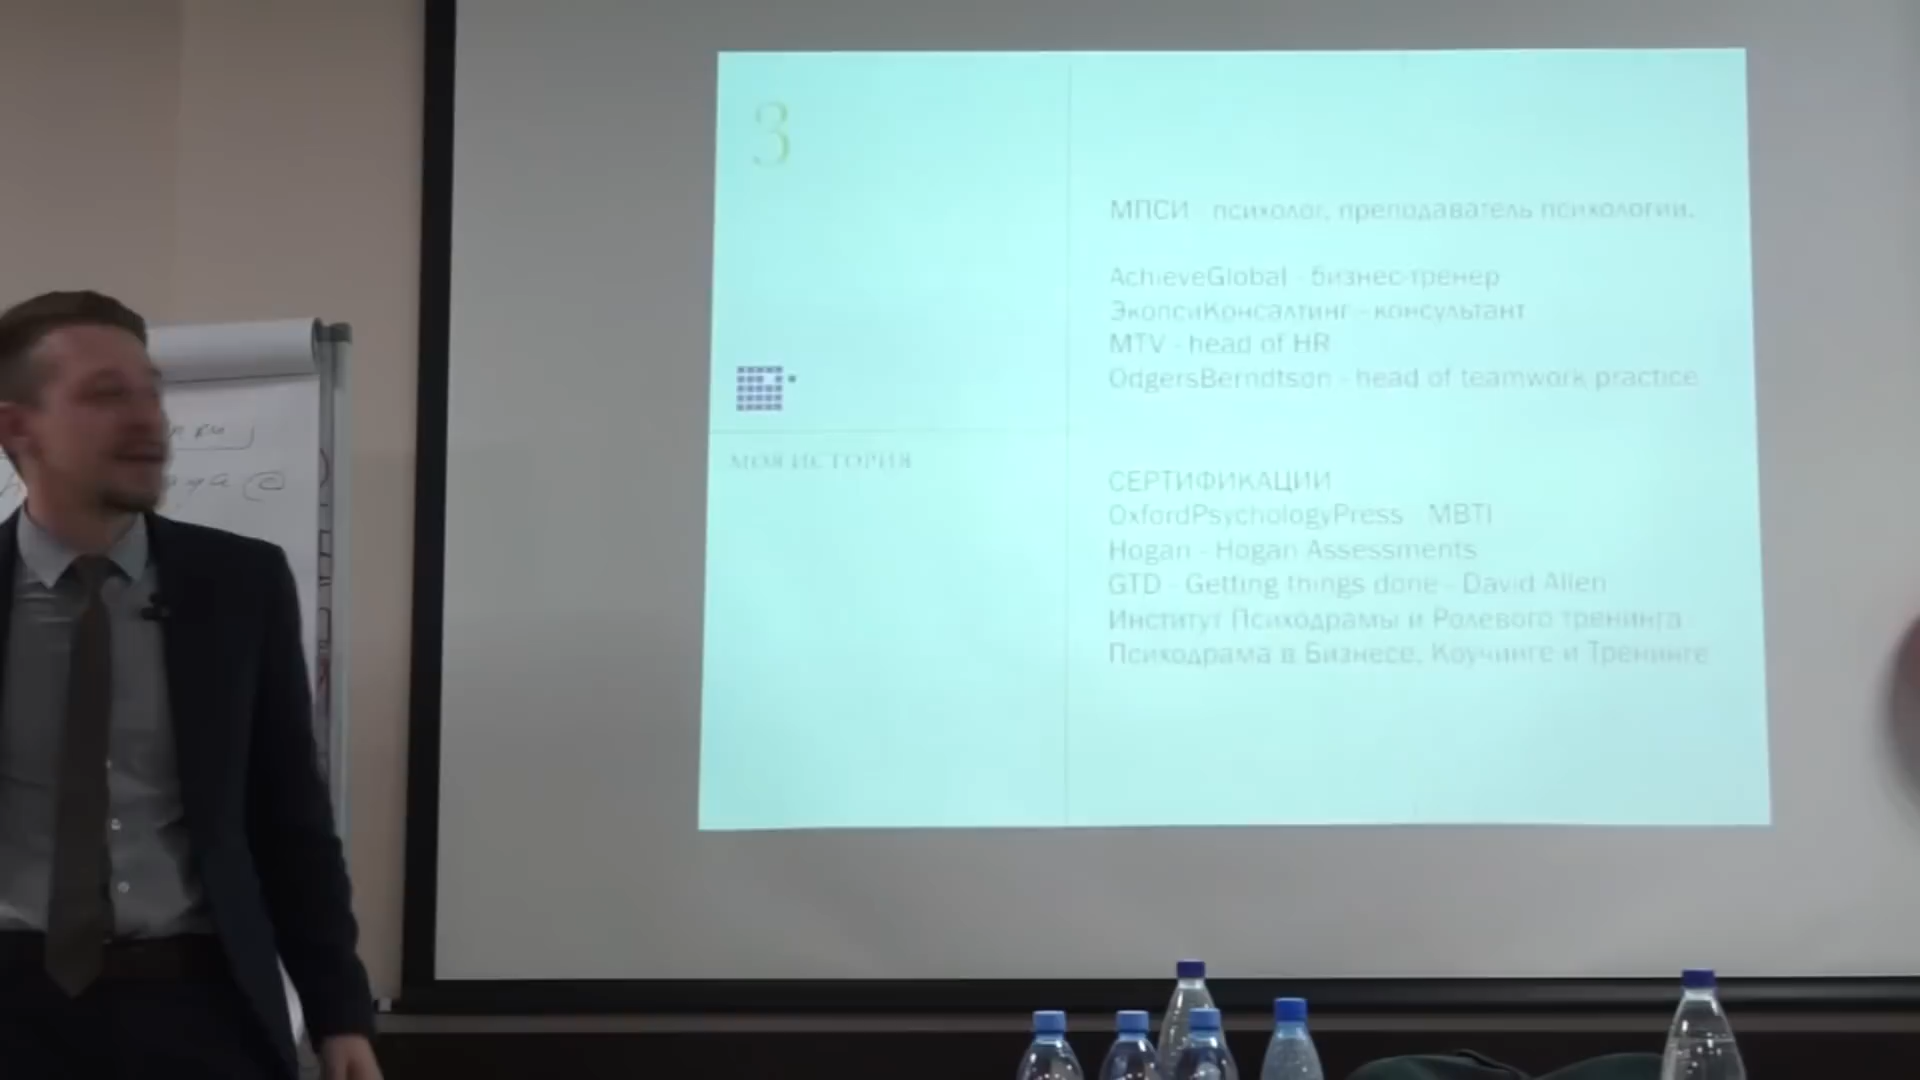 3
МОЯ ИСТОРИЯ
МПСИ - психолог, преподаватель психологии.
AchieveGlobal - бизнес-тренер
ЭкопсиКонсалтинг - консультант
MTV - head of HR
OdgersBerndtson - head of teamwork practice
СЕРТИФИКАЦИИ
OxfordPsychologyPress - MBTI
Hogan - Hogan Assessments
GTD - Getting things done - David Allen
Институт Психодрамы и Ролевого тренинга -
Психодрама в Бизнесе, Коучинге и Тренинге